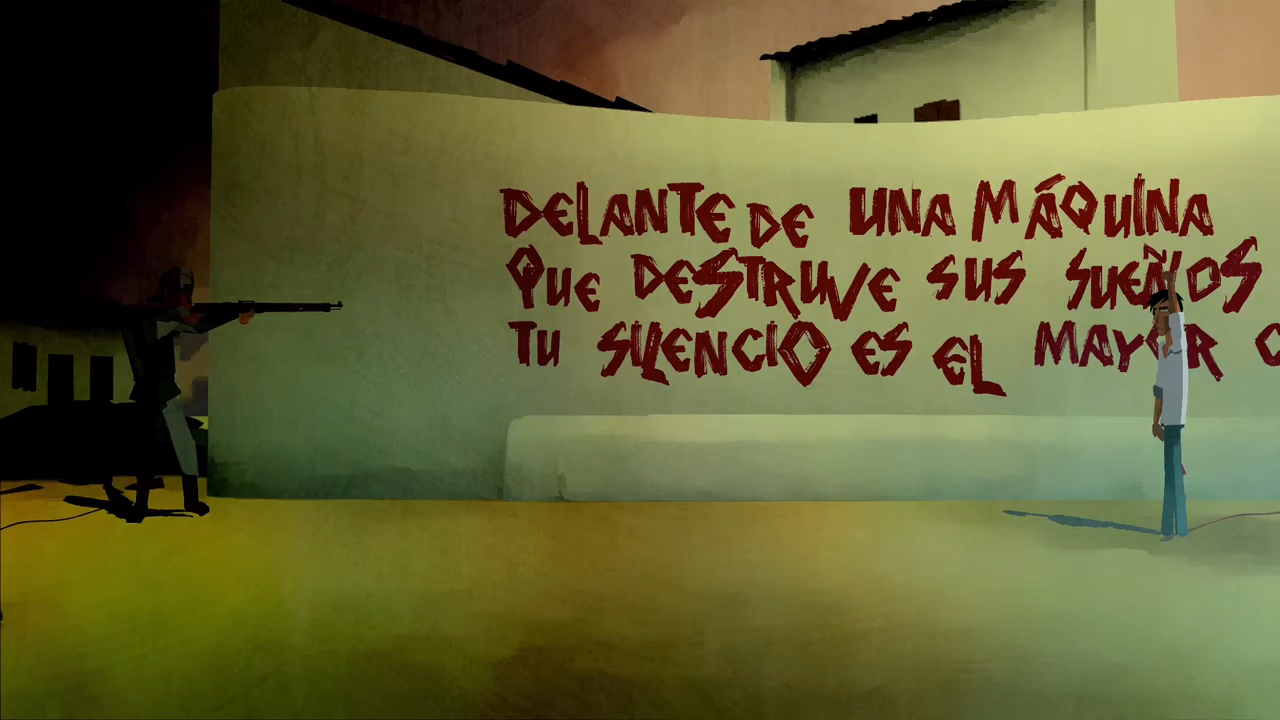 DELANTE DE UNA MÁQUINA
QUE DESTRUYE SUS SUEÑOS
TU SILENCIO ES EL MAYOR